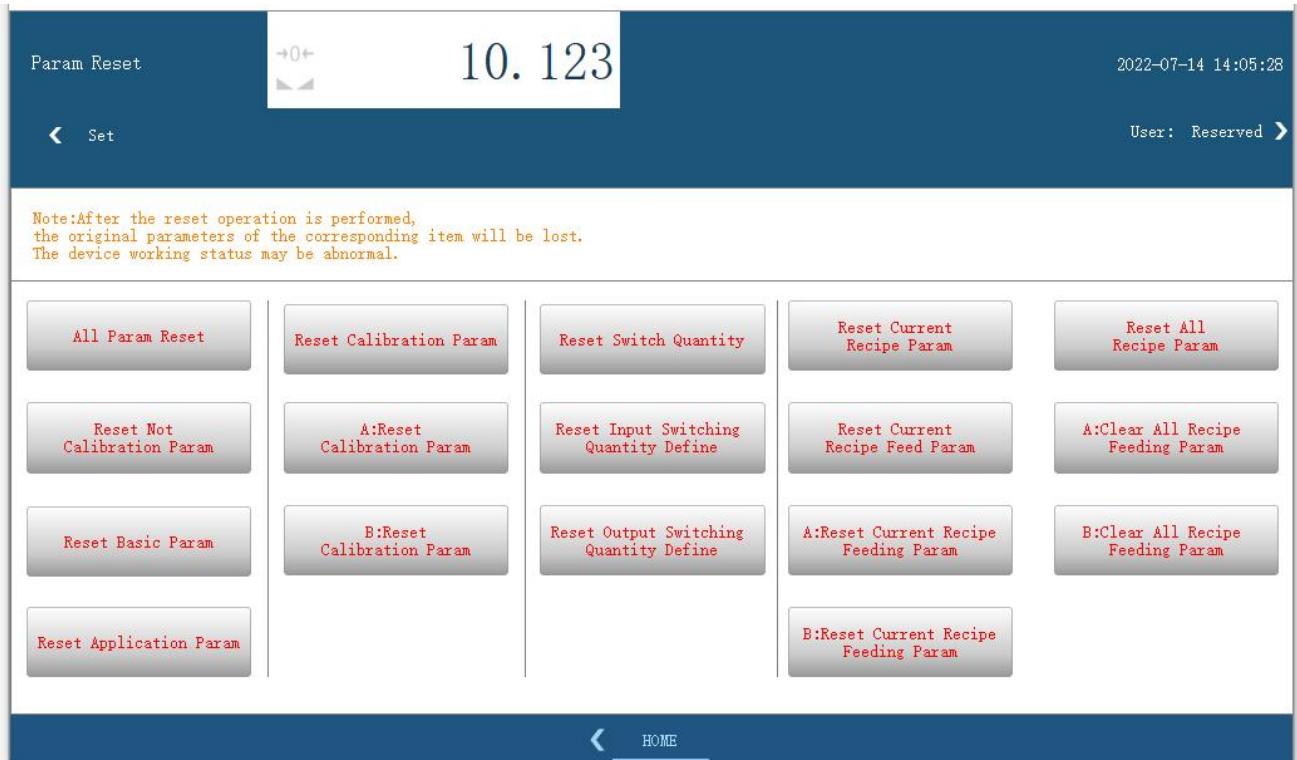 Param Reset
→0←
10.123
2022-07-14 14:05:28
Set
User: Reserved
Note:After the reset operation is performed,
the original parameters of the corresponding item will be lost.
The device working status may be abnormal.
All Param Reset
Reset Calibration Param
Reset Switch Quantity
Reset Current
Recipe Param
Reset All
Recipe Param
Reset Not
Calibration Param
A:Reset
Calibration Param
Reset Input Switching
Quantity Define
Reset Current
Recipe Feed Param
A:Clear All Recipe
Feeding Param
Reset Basic Param
B:Reset
Calibration Param
Reset Output Switching
Quantity Define
A:Reset Current Recipe
Feeding Param
B:Clear All Recipe
Feeding Param
Reset Application Param
B:Reset Current Recipe
Feeding Param
HOME